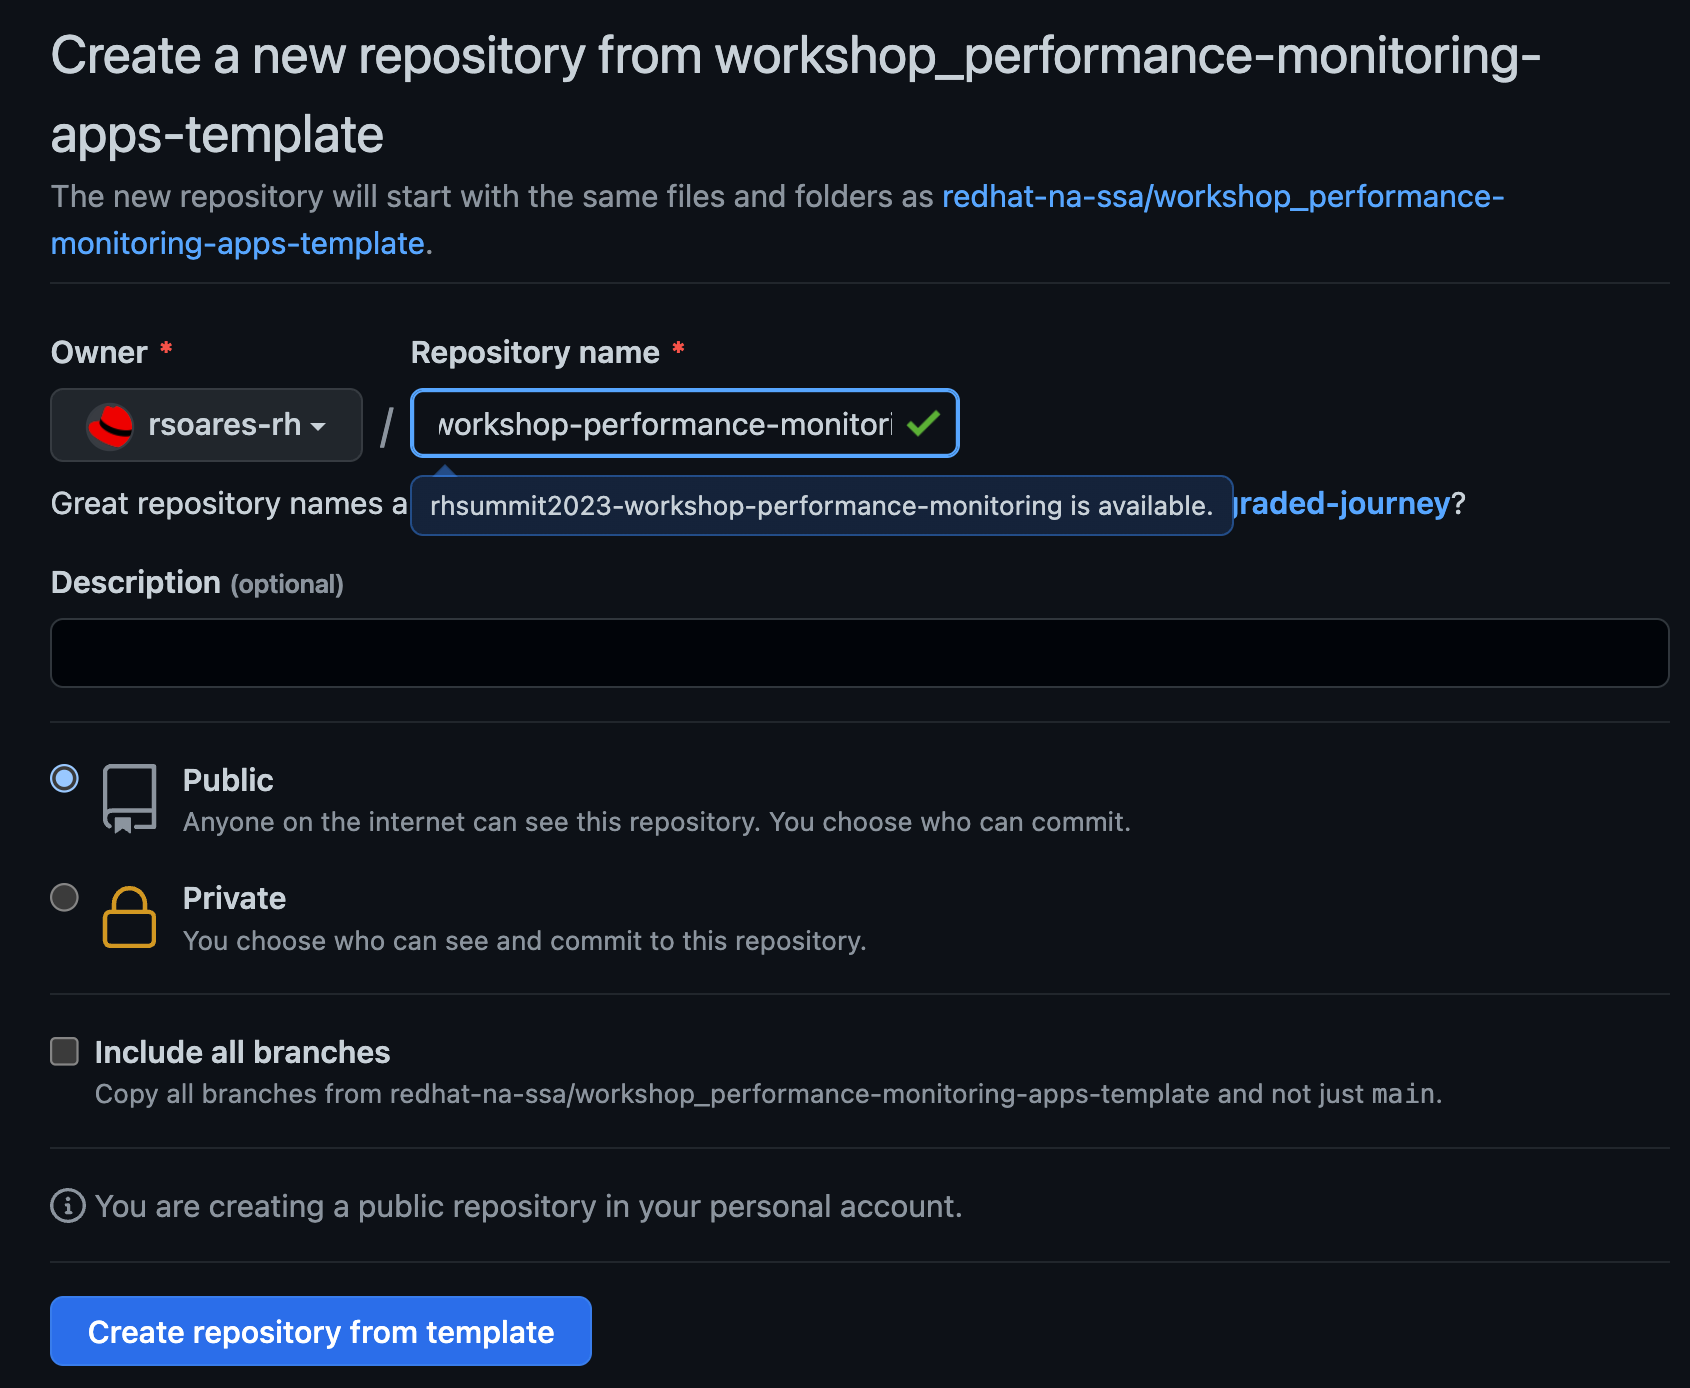 Create a new repository from workshop_performance-monitoring-
apps-template
The new repository will start with the same files and folders as redhat-na-ssa/workshop_performance-
monitoring-apps-template.
Owner * Repository name *
rsoares-rh / workshop-performance-monitori
Great repository names a graded-journey?
rhsummit2023-workshop-performance-monitoring is available.
Description (optional)
Public
Anyone on the internet can see this repository. You choose who can commit.
Private
You choose who can see and commit to this repository.
Include all branches
Copy all branches from redhat-na-ssa/workshop_performance-monitoring-apps-template and not just main.
You are creating a public repository in your personal account.
Create repository from template